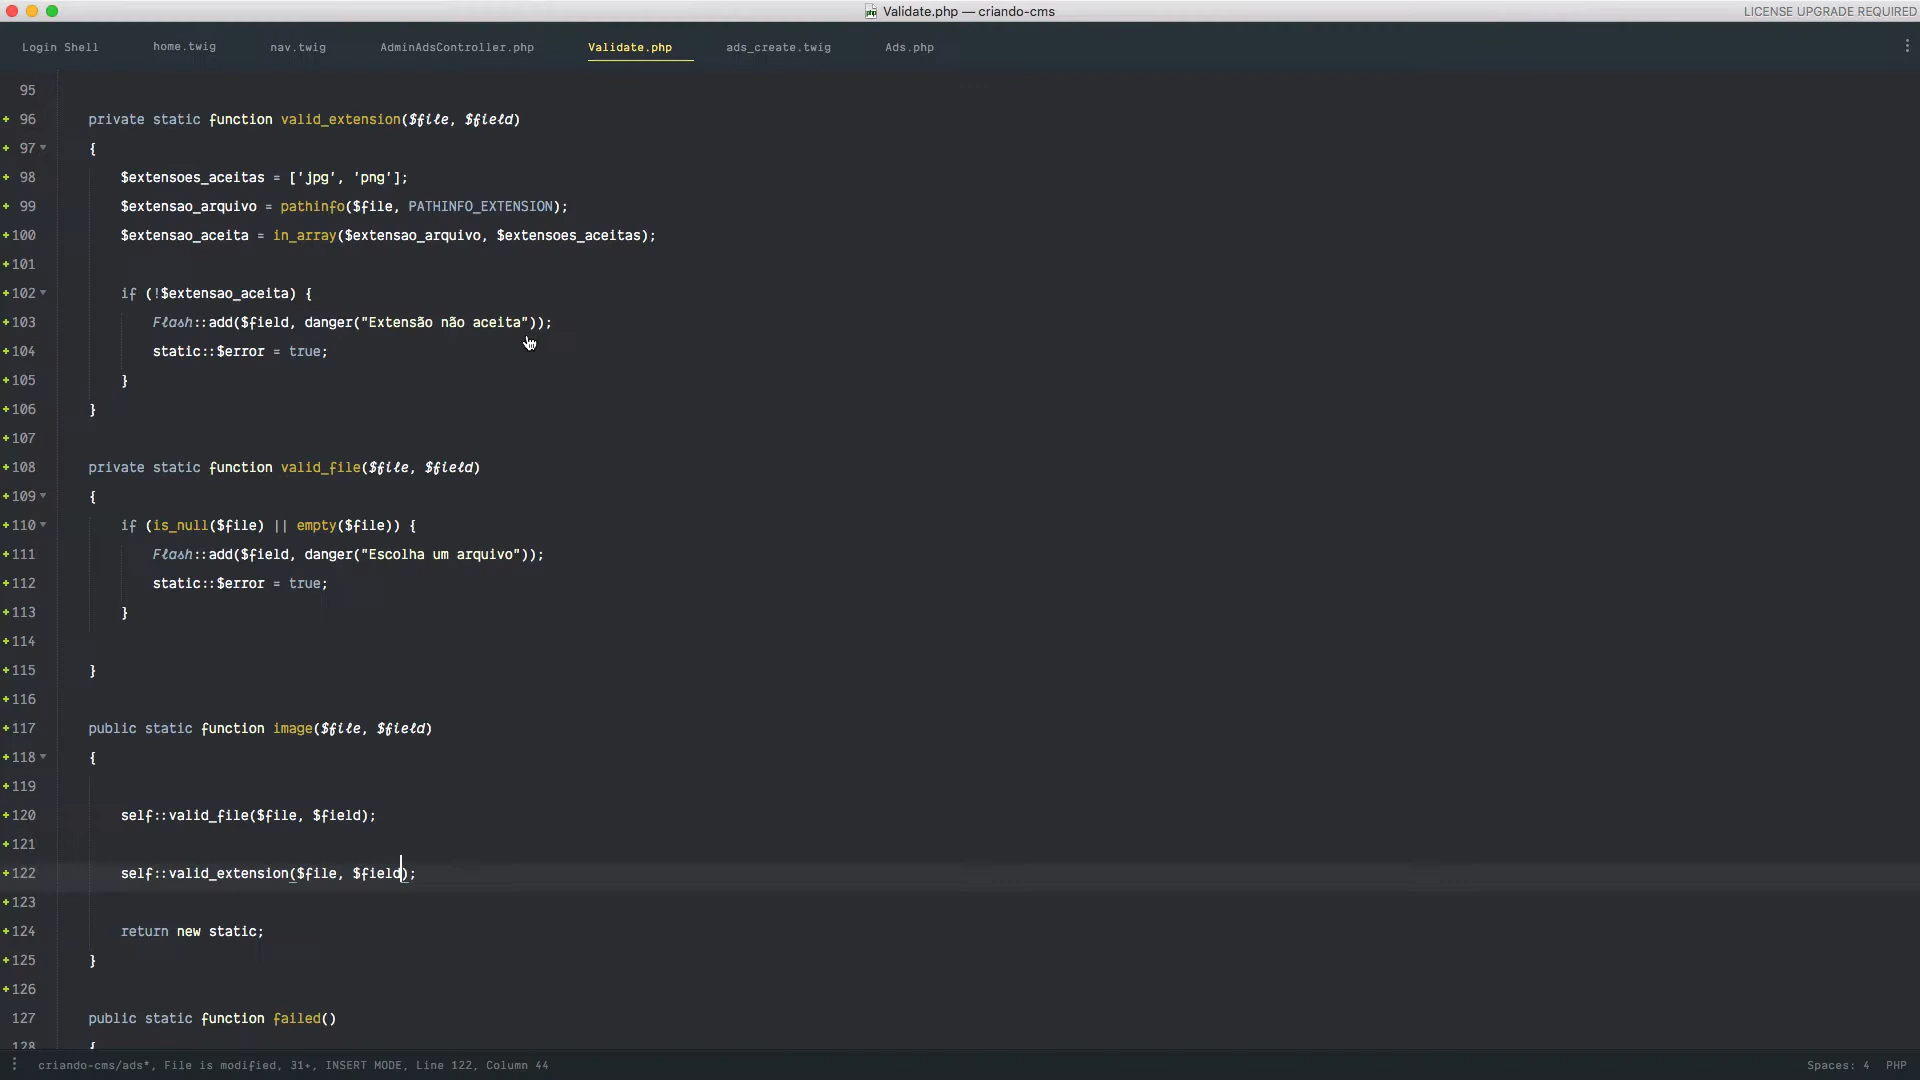 Validate.php — criando-cms
LICENSE UPGRADE REQUIRED
Login Shell home.twig nav.twig AdminAdsController.php Validate.php ads_create.twig Ads.php
95
96 private static function valid_extension($file, $field)
97 {
98 $extensoes_aceitas = ['jpg', 'png'];
99 $extensao_arquivo = pathinfo($file, PATHINFO_EXTENSION);
100 $extensao_aceita = in_array($extensao_arquivo, $extensoes_aceitas);
101
102 if (!$extensao_aceita) {
103 Flash::add($field, danger("Extensão não aceita"));
104 static::$error = true;
105 }
106 }
107
108 private static function valid_file($file, $field)
109 {
110 if (is_null($file) || empty($file)) {
111 Flash::add($field, danger("Escolha um arquivo"));
112 static::$error = true;
113 }
114
115 }
116
117 public static function image($file, $field)
118 {
119
120 self::valid_file($file, $field);
121
122 self::valid_extension($file, $field);
123
124 return new static;
125 }
126
127 public static function failed()
128 {
criando-cms/ads*, File is modified, 31+, INSERT MODE, Line 122, Column 44
Spaces: 4 PHP